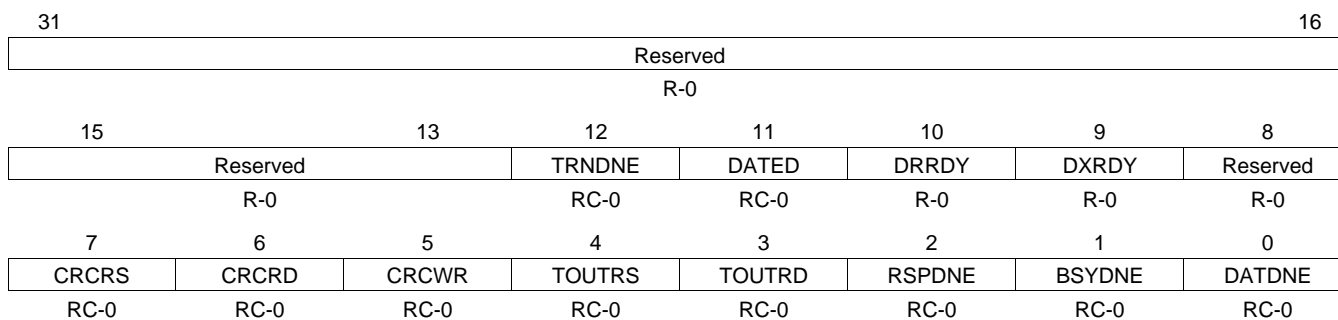 31 16
Reserved
R-0
15 13 12 11 10 9 8
Reserved TRNDNE DATED DRRDY DXRDY Reserved
R-0 RC-0 RC-0 R-0 R-0 R-0
7 6 5 4 3 2 1 0
CRCRS CRCRD CRCWR TOUTRS TOUTRD RSPDNE BSYDNE DATDNE
RC-0 RC-0 RC-0 RC-0 RC-0 RC-0 RC-0 RC-0